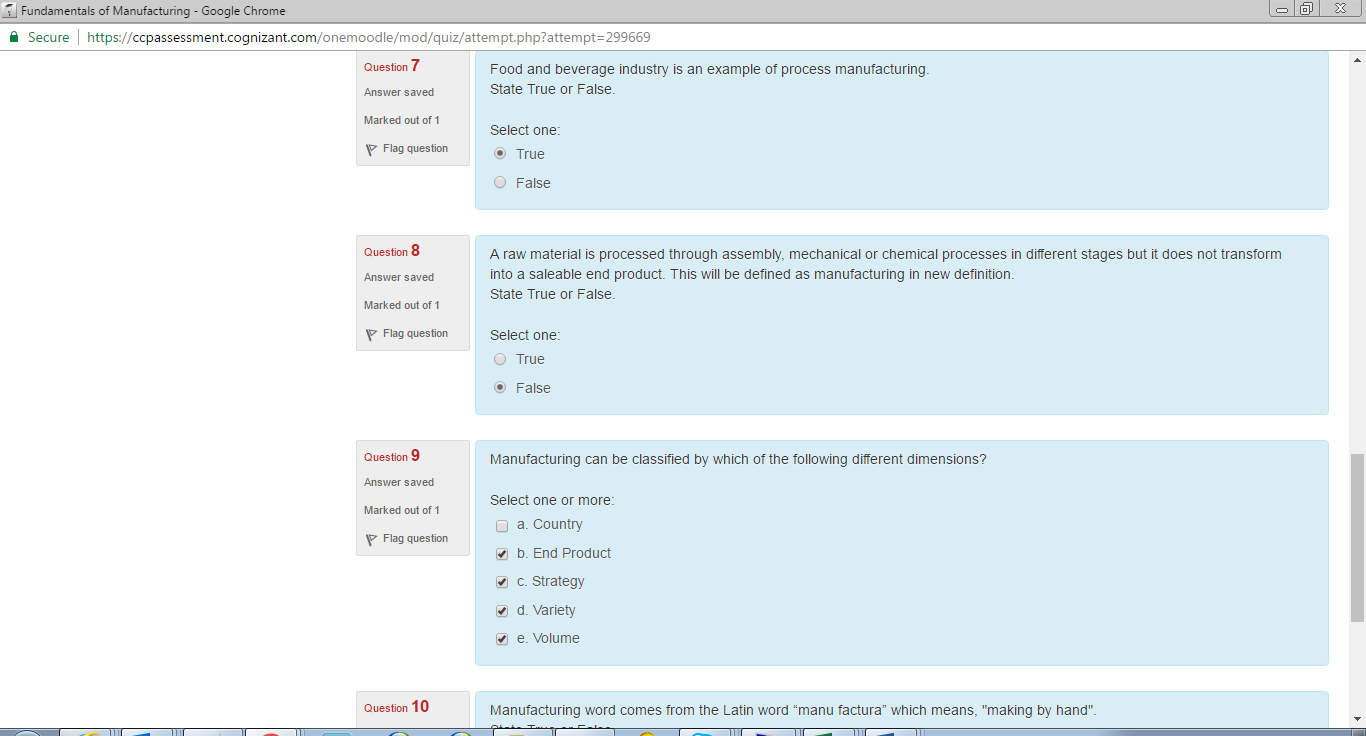 Fundamentals of Manufacturing - Google Chrome
Secure https://ccpassessment.cognizant.com/onemoodle/mod/quiz/attempt.php?attempt=299669
Question 7
Answer saved
Marked out of 1
Flag question
Food and beverage industry is an example of process manufacturing.
State True or False.
Select one:
True
False
Question 8
Answer saved
Marked out of 1
Flag question
A raw material is processed through assembly, mechanical or chemical processes in different stages but it does not transform
into a saleable end product. This will be defined as manufacturing in new definition.
State True or False.
Select one:
True
False
Question 9
Answer saved
Marked out of 1
Flag question
Manufacturing can be classified by which of the following different dimensions?
Select one or more:
a. Country
b. End Product
c. Strategy
d. Variety
e. Volume
Question 10
Manufacturing word comes from the Latin word “manu factura” which means, "making by hand".
State True or False.